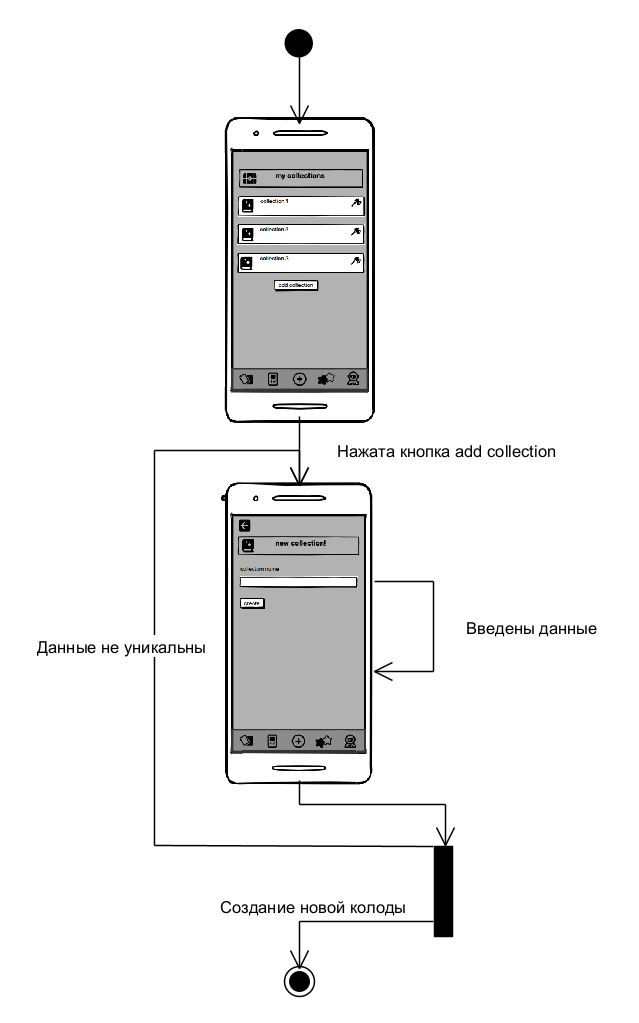 my collections
collection 1
collection 2
collection 3
add collection
Нажата кнопка add collection
new collection!
collection name
create
Введены данные
Данные не уникальны
Создание новой колоды